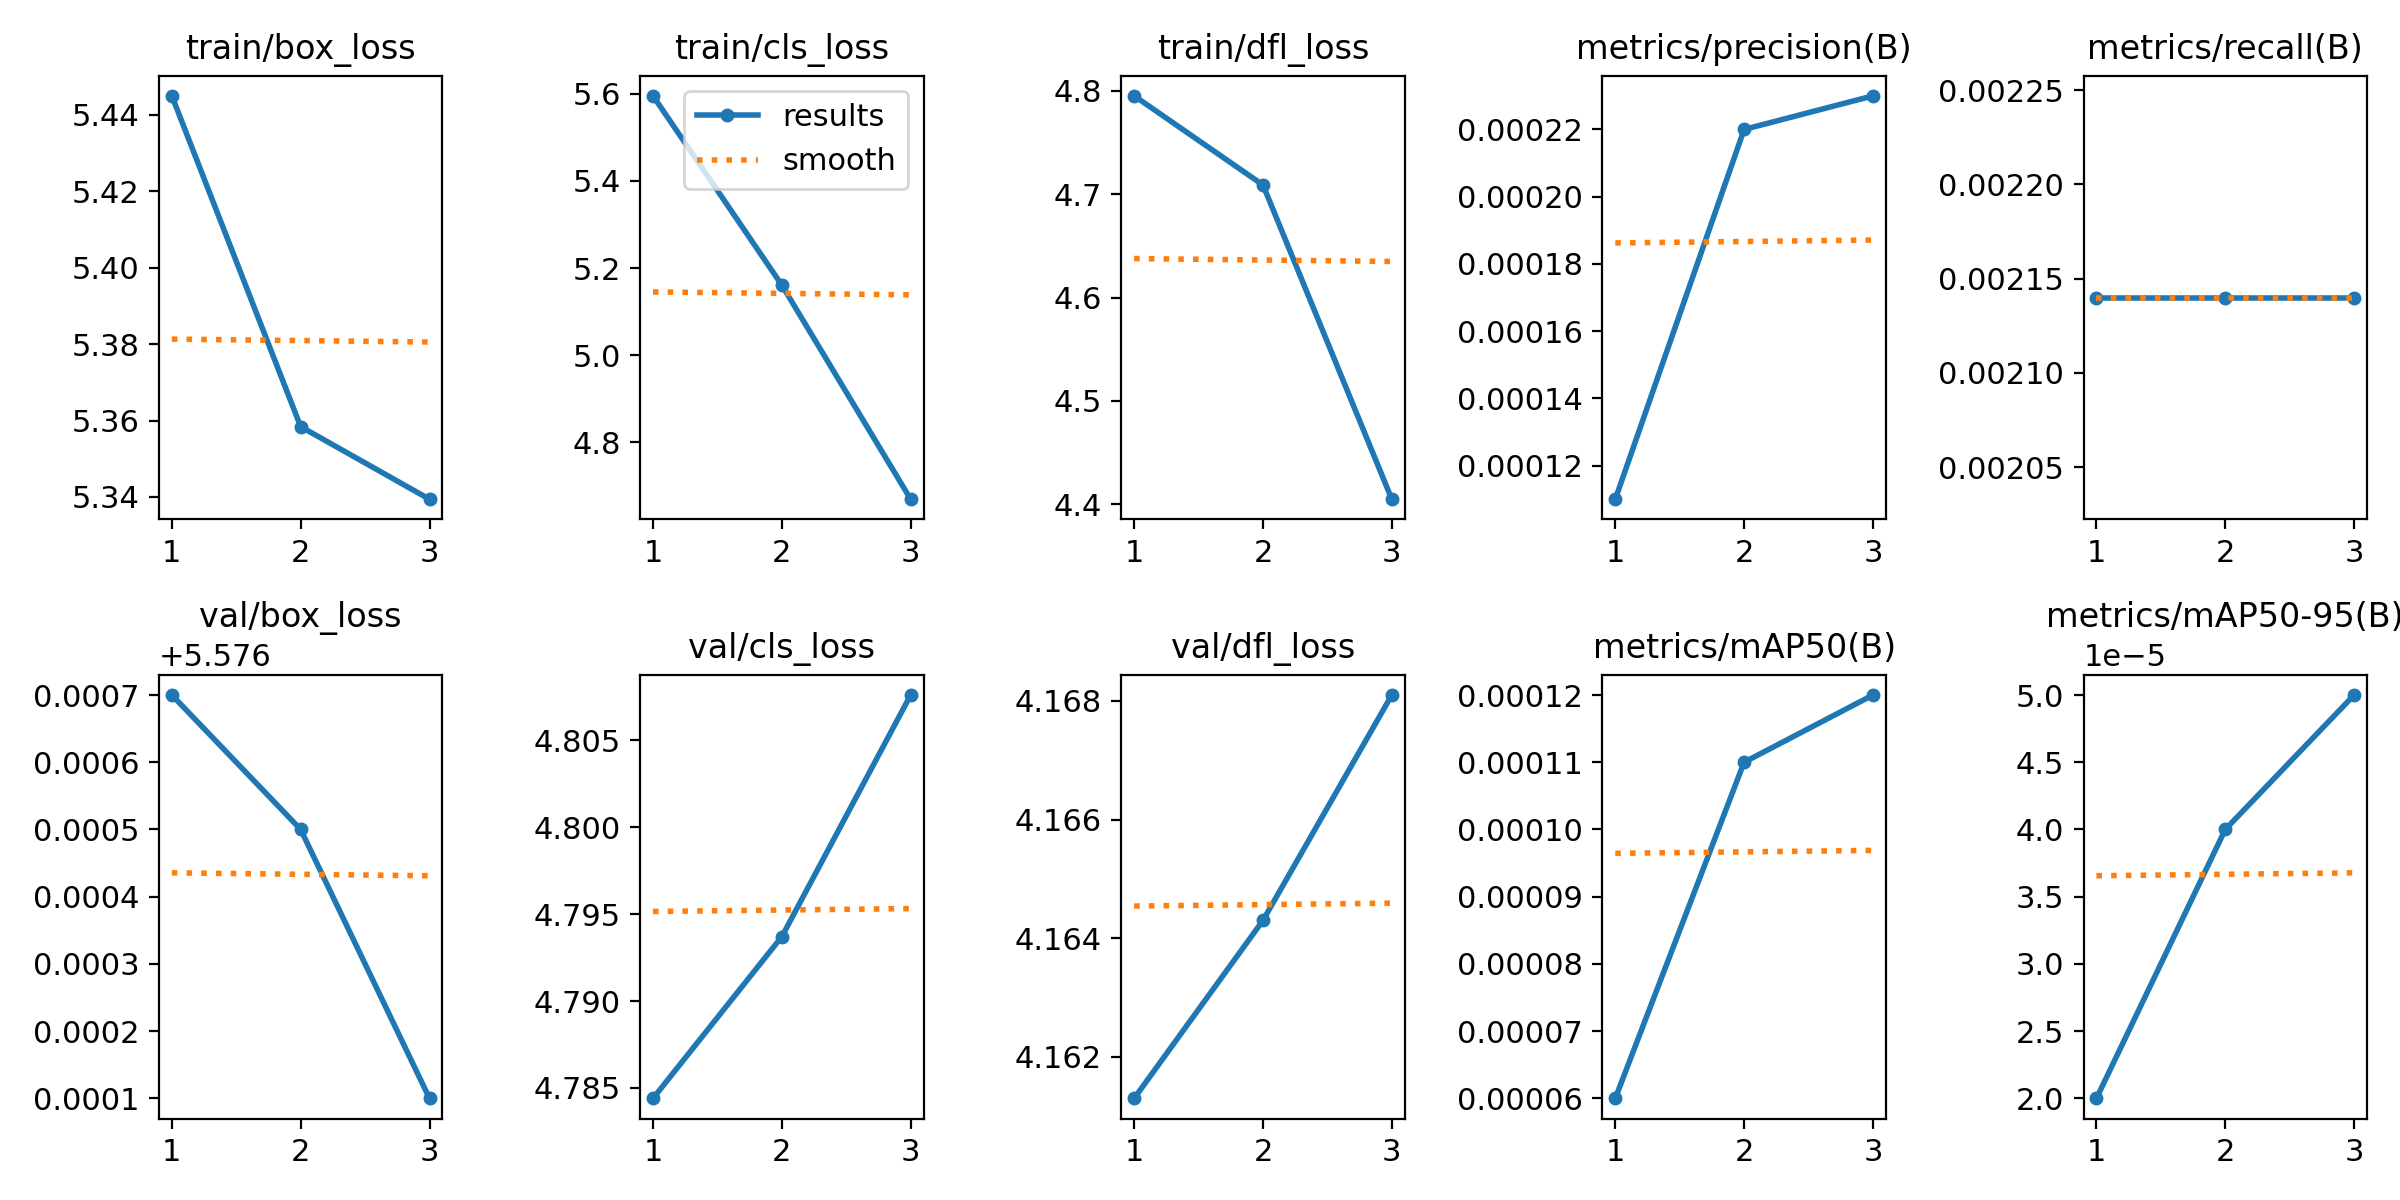 train/box_loss
5.44
5.42
5.40
5.38
5.36
5.34
1 2 3
train/cls_loss
results
smooth
5.6
5.4
5.2
5.0
4.8
1 2 3
train/dfl_loss
4.8
4.7
4.6
4.5
4.4
1 2 3
metrics/precision(B)
0.00022
0.00020
0.00018
0.00016
0.00014
0.00012
1 2 3
metrics/recall(B)
0.00225
0.00220
0.00215
0.00210
0.00205
1 2 3
val/box_loss
+5.576
0.0007
0.0006
0.0005
0.0004
0.0003
0.0002
0.0001
1 2 3
val/cls_loss
4.805
4.800
4.795
4.790
4.785
1 2 3
val/dfl_loss
4.168
4.166
4.164
4.162
1 2 3
metrics/mAP50(B)
0.00012
0.00011
0.00010
0.00009
0.00008
0.00007
0.00006
1 2 3
metrics/mAP50-95(B)
1e−5
5.0
4.5
4.0
3.5
3.0
2.5
2.0
1 2 3